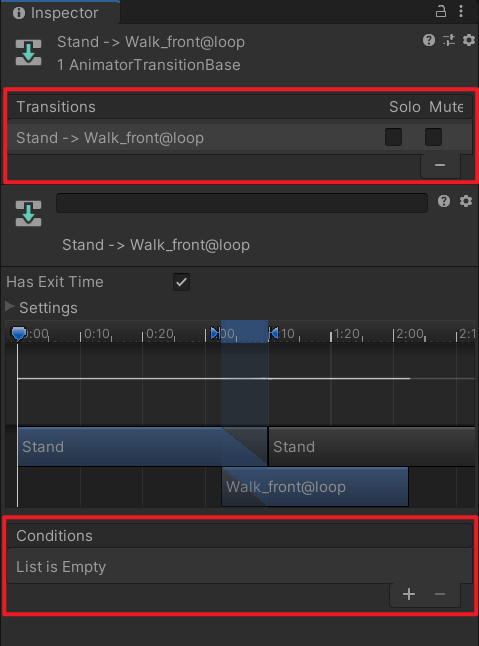 Inspector
Stand -> Walk_front@loop
1 AnimatorTransitionBase
Transitions Solo Mute
Stand -> Walk_front@loop
Stand -> Walk_front@loop
Has Exit Time
Settings
0:00 0:10 0:20 :00 :10 1:20 2:00 2:1
Stand Stand
Walk_front@loop
Conditions
List is Empty